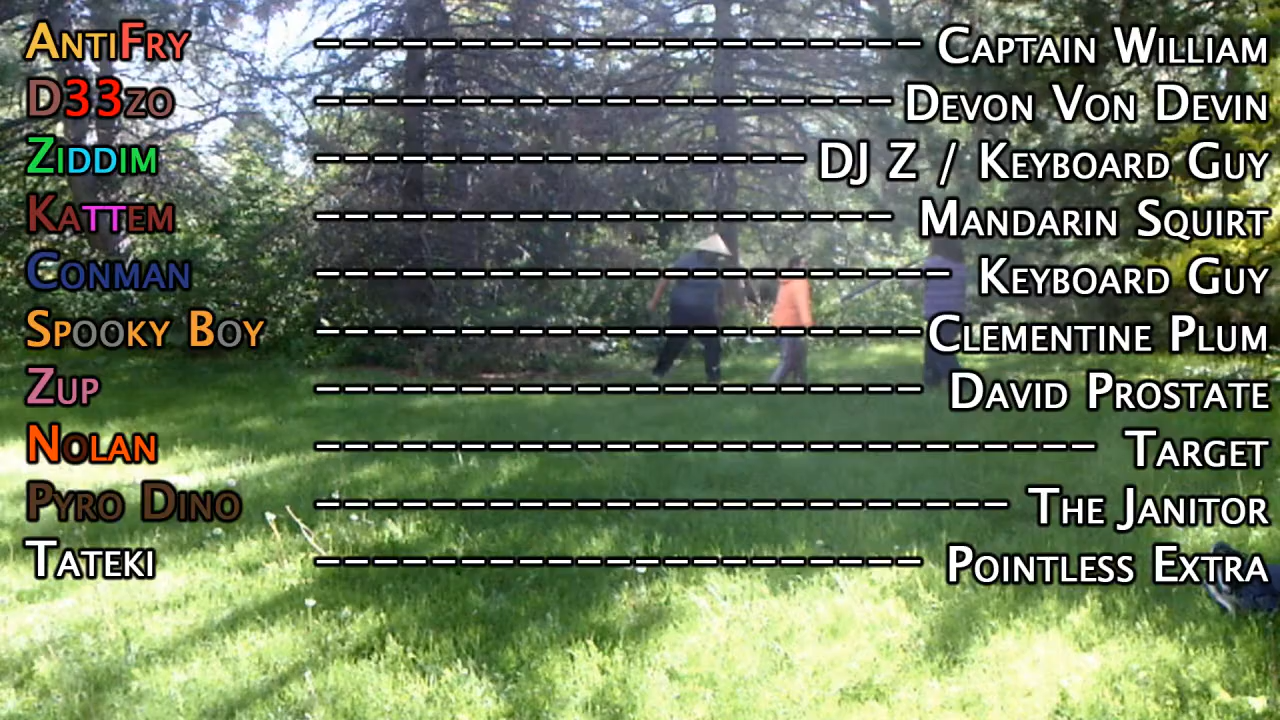 AntiFry -------------------- Captain William
D33zo ------------------- Devon Von Devin
Ziddim ---------------- DJ Z / Keyboard Guy
Kattem ------------------- Mandarin Squirt
Conman --------------------- Keyboard Guy
Spooky Boy -------------------- Clementine Plum
Zup -------------------- David Prostate
Nolan -------------------------- Target
Pyro Dino ----------------------- The Janitor
Tateki -------------------- Pointless Extra